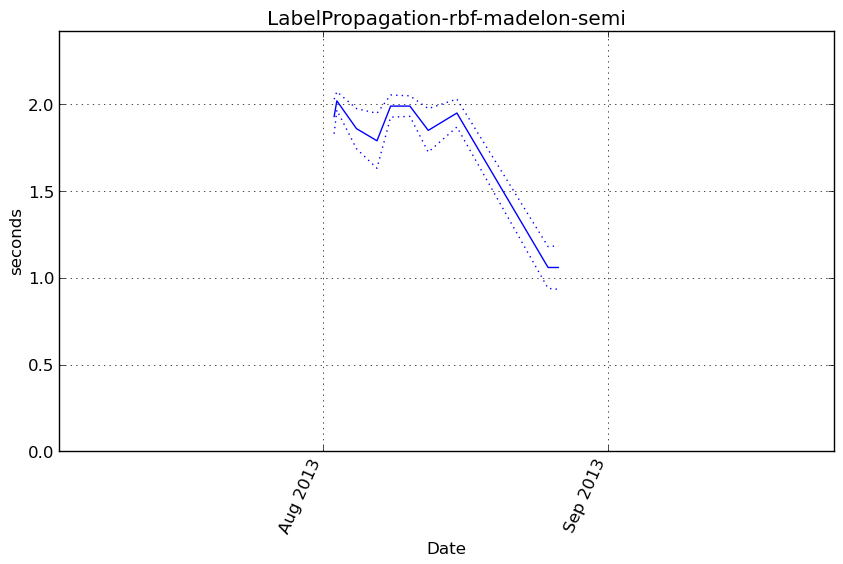 LabelPropagation-rbf-madelon-semi
2.0
1.5
1.0
0.5
0.0
seconds
Aug 2013
Sep 2013
Date